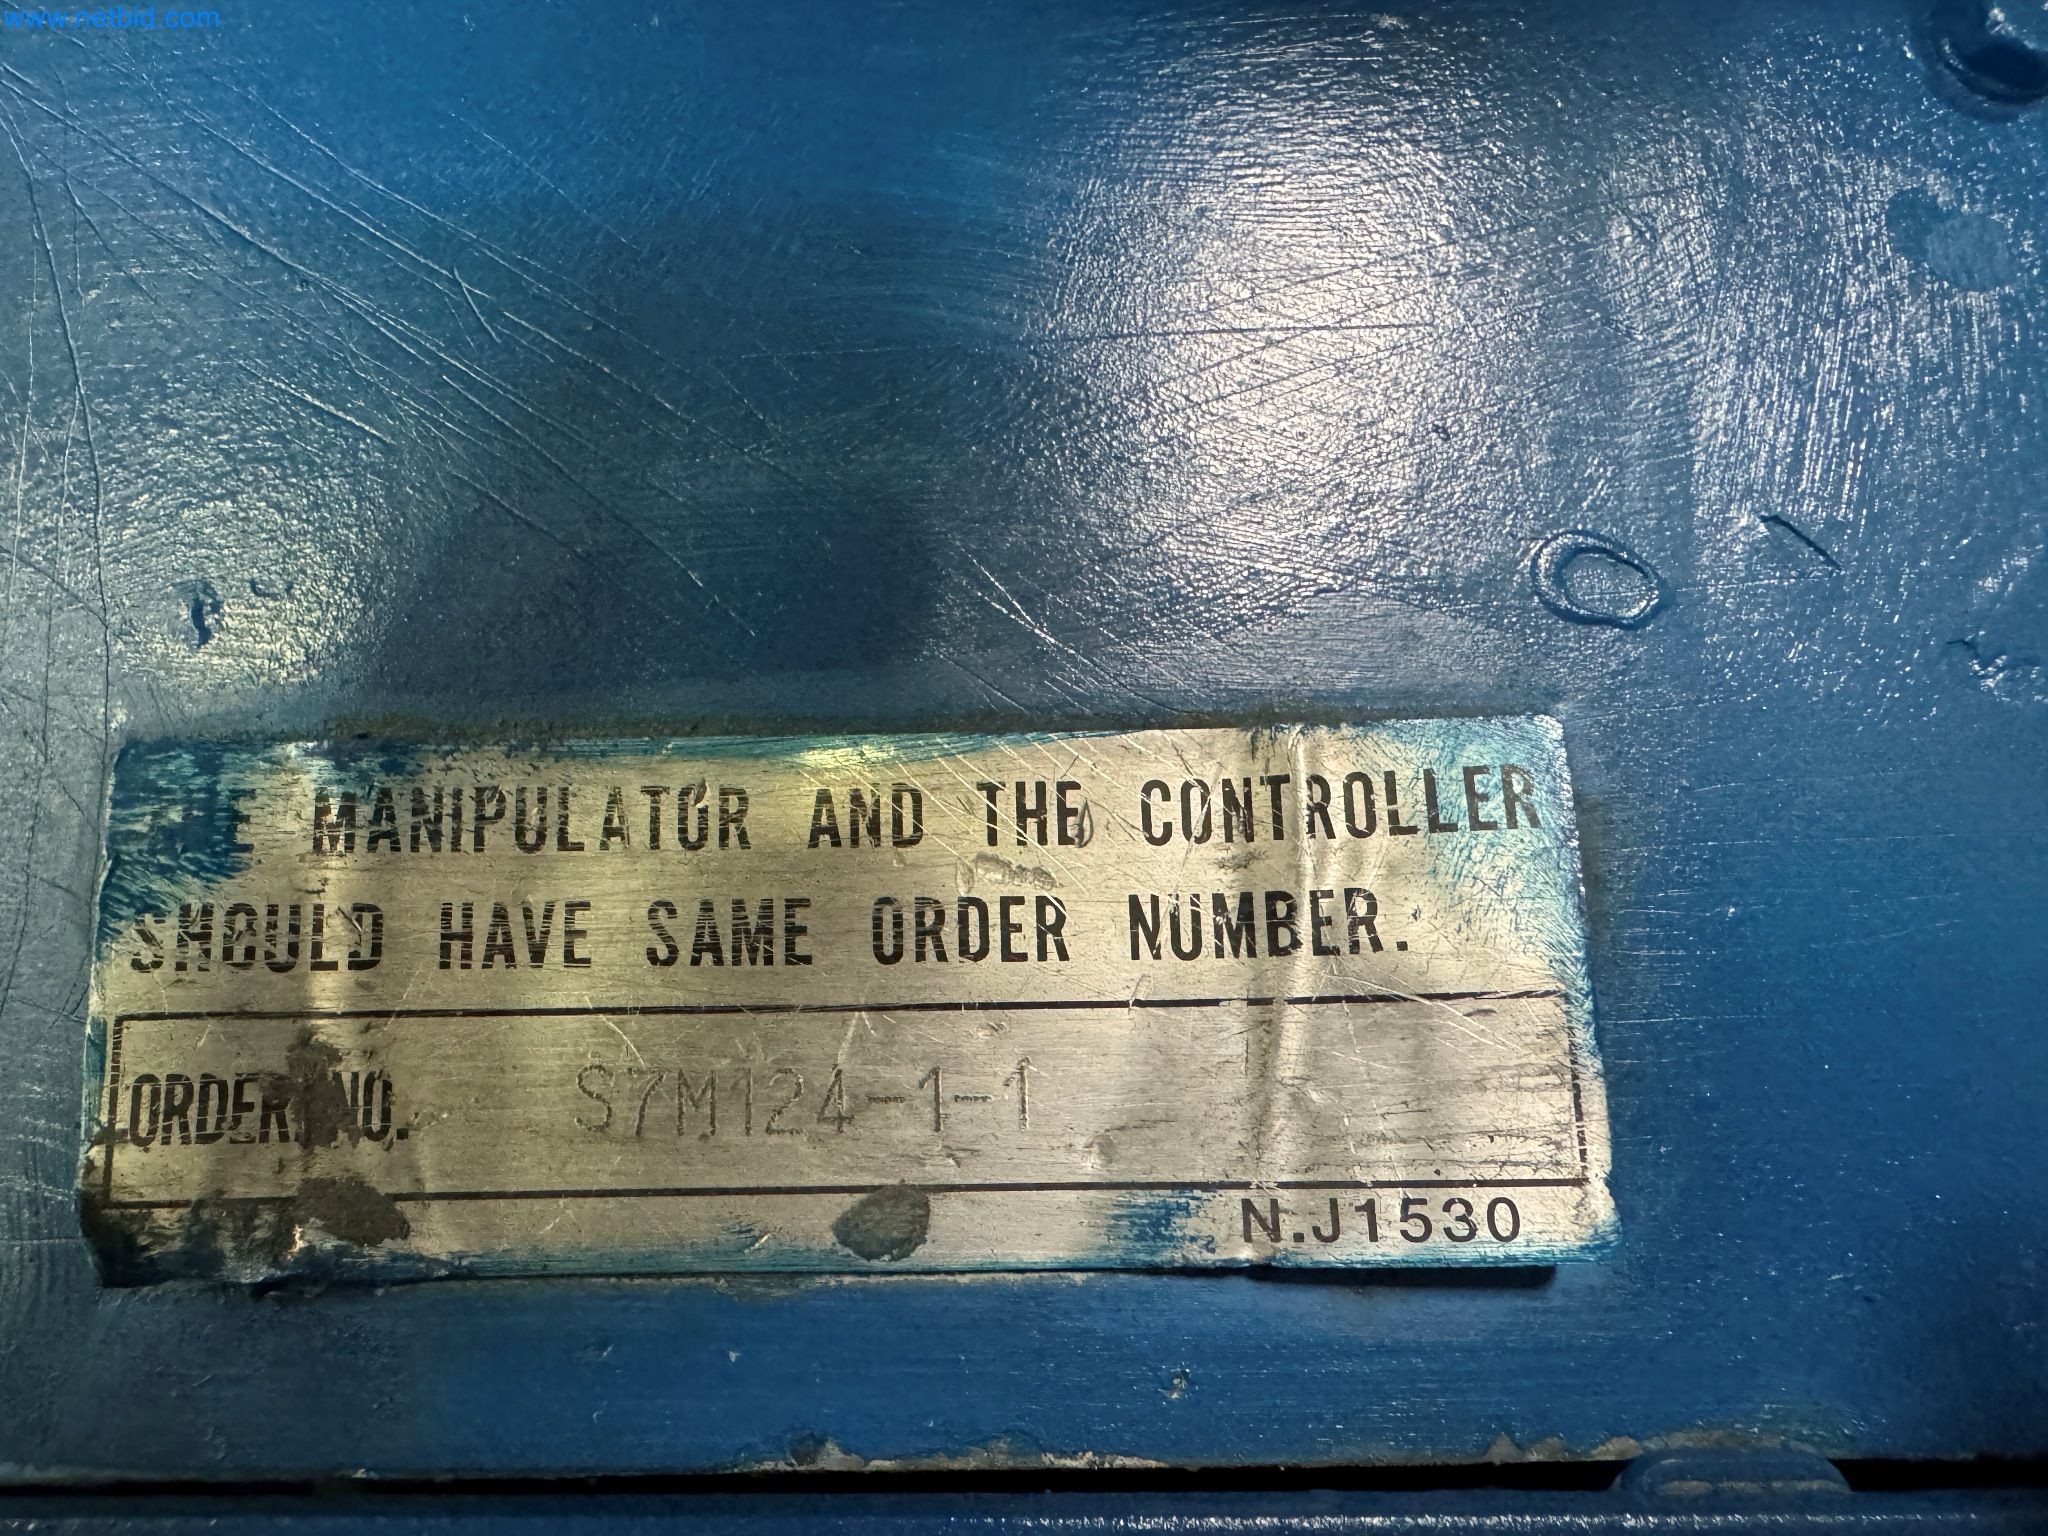 www.netbid.com
MANIPULATOR AND THE CONTROLLER
SHOULD HAVE SAME ORDER NUMBER.
ORDER NO. S7M124-1-1
N.J1530